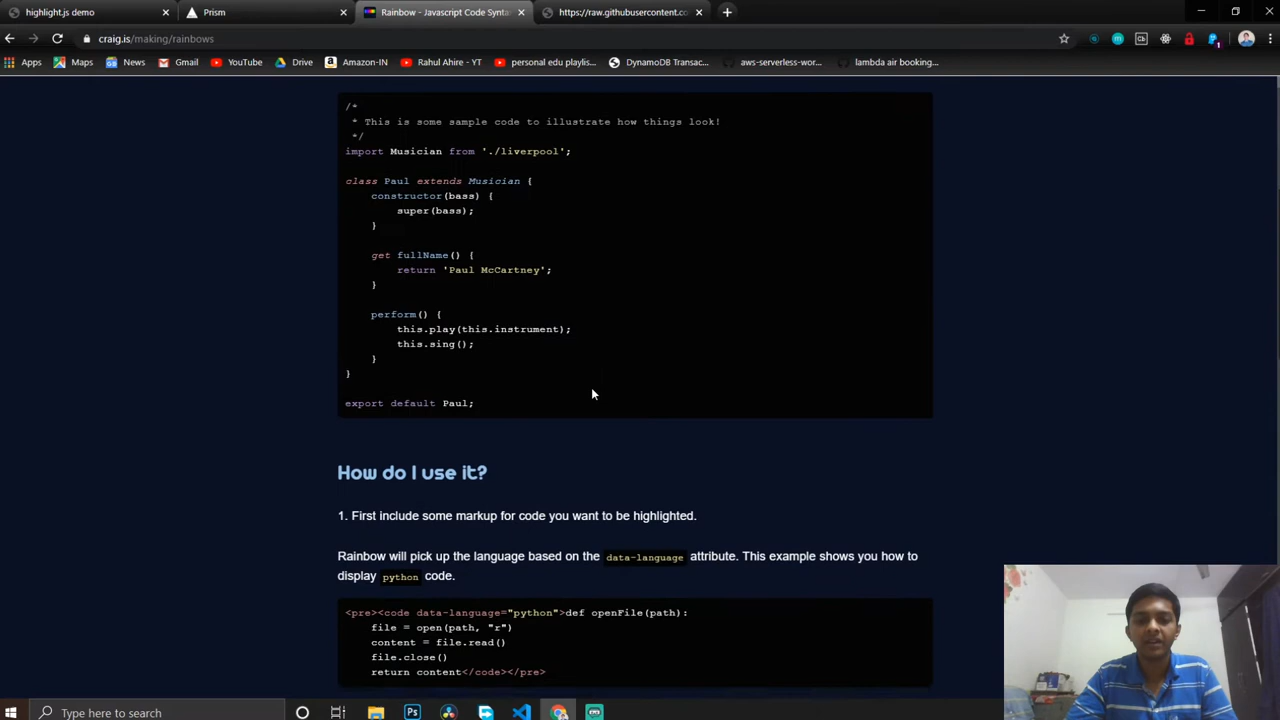 highlight.js demo
Prism
Rainbow - Javascript Code Synta
https://raw.githubusercontent.co
craig.is/making/rainbows
Apps
Maps
News
Gmail
YouTube
Drive
Amazon-IN
Rahul Ahire - YT
personal edu playlis...
DynamoDB Transac...
aws-serverless-wor...
lambda air booking...
/*
* This is some sample code to illustrate how things look!
*/
import Musician from './liverpool';
class Paul extends Musician {
constructor(bass) {
super(bass);
}
get fullName() {
return 'Paul McCartney';
}
perform() {
this.play(this.instrument);
this.sing();
}
}
export default Paul;
How do I use it?
1. First include some markup for code you want to be highlighted.
Rainbow will pick up the language based on the data-language attribute. This example shows you how to
display python code.
<pre><code data-language="python">def openFile(path):
file = open(path, "r")
content = file.read()
file.close()
return content</code></pre>
Type here to search